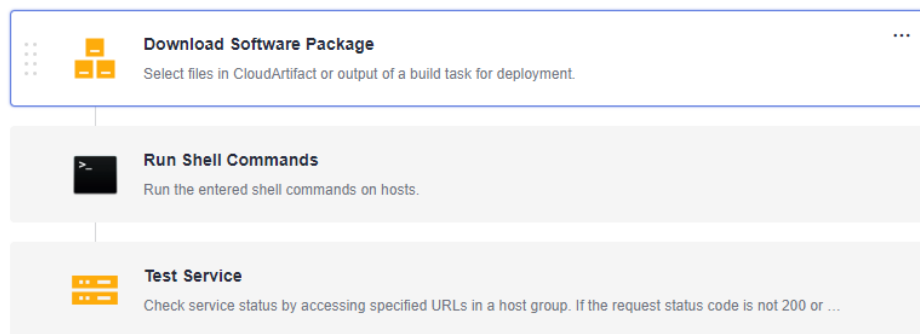 Download Software Package
...
Select files in CloudArtifact or output of a build task for deployment.
>_
Run Shell Commands
Run the entered shell commands on hosts.
Test Service
Check service status by accessing specified URLs in a host group. If the request status code is not 200 or ...